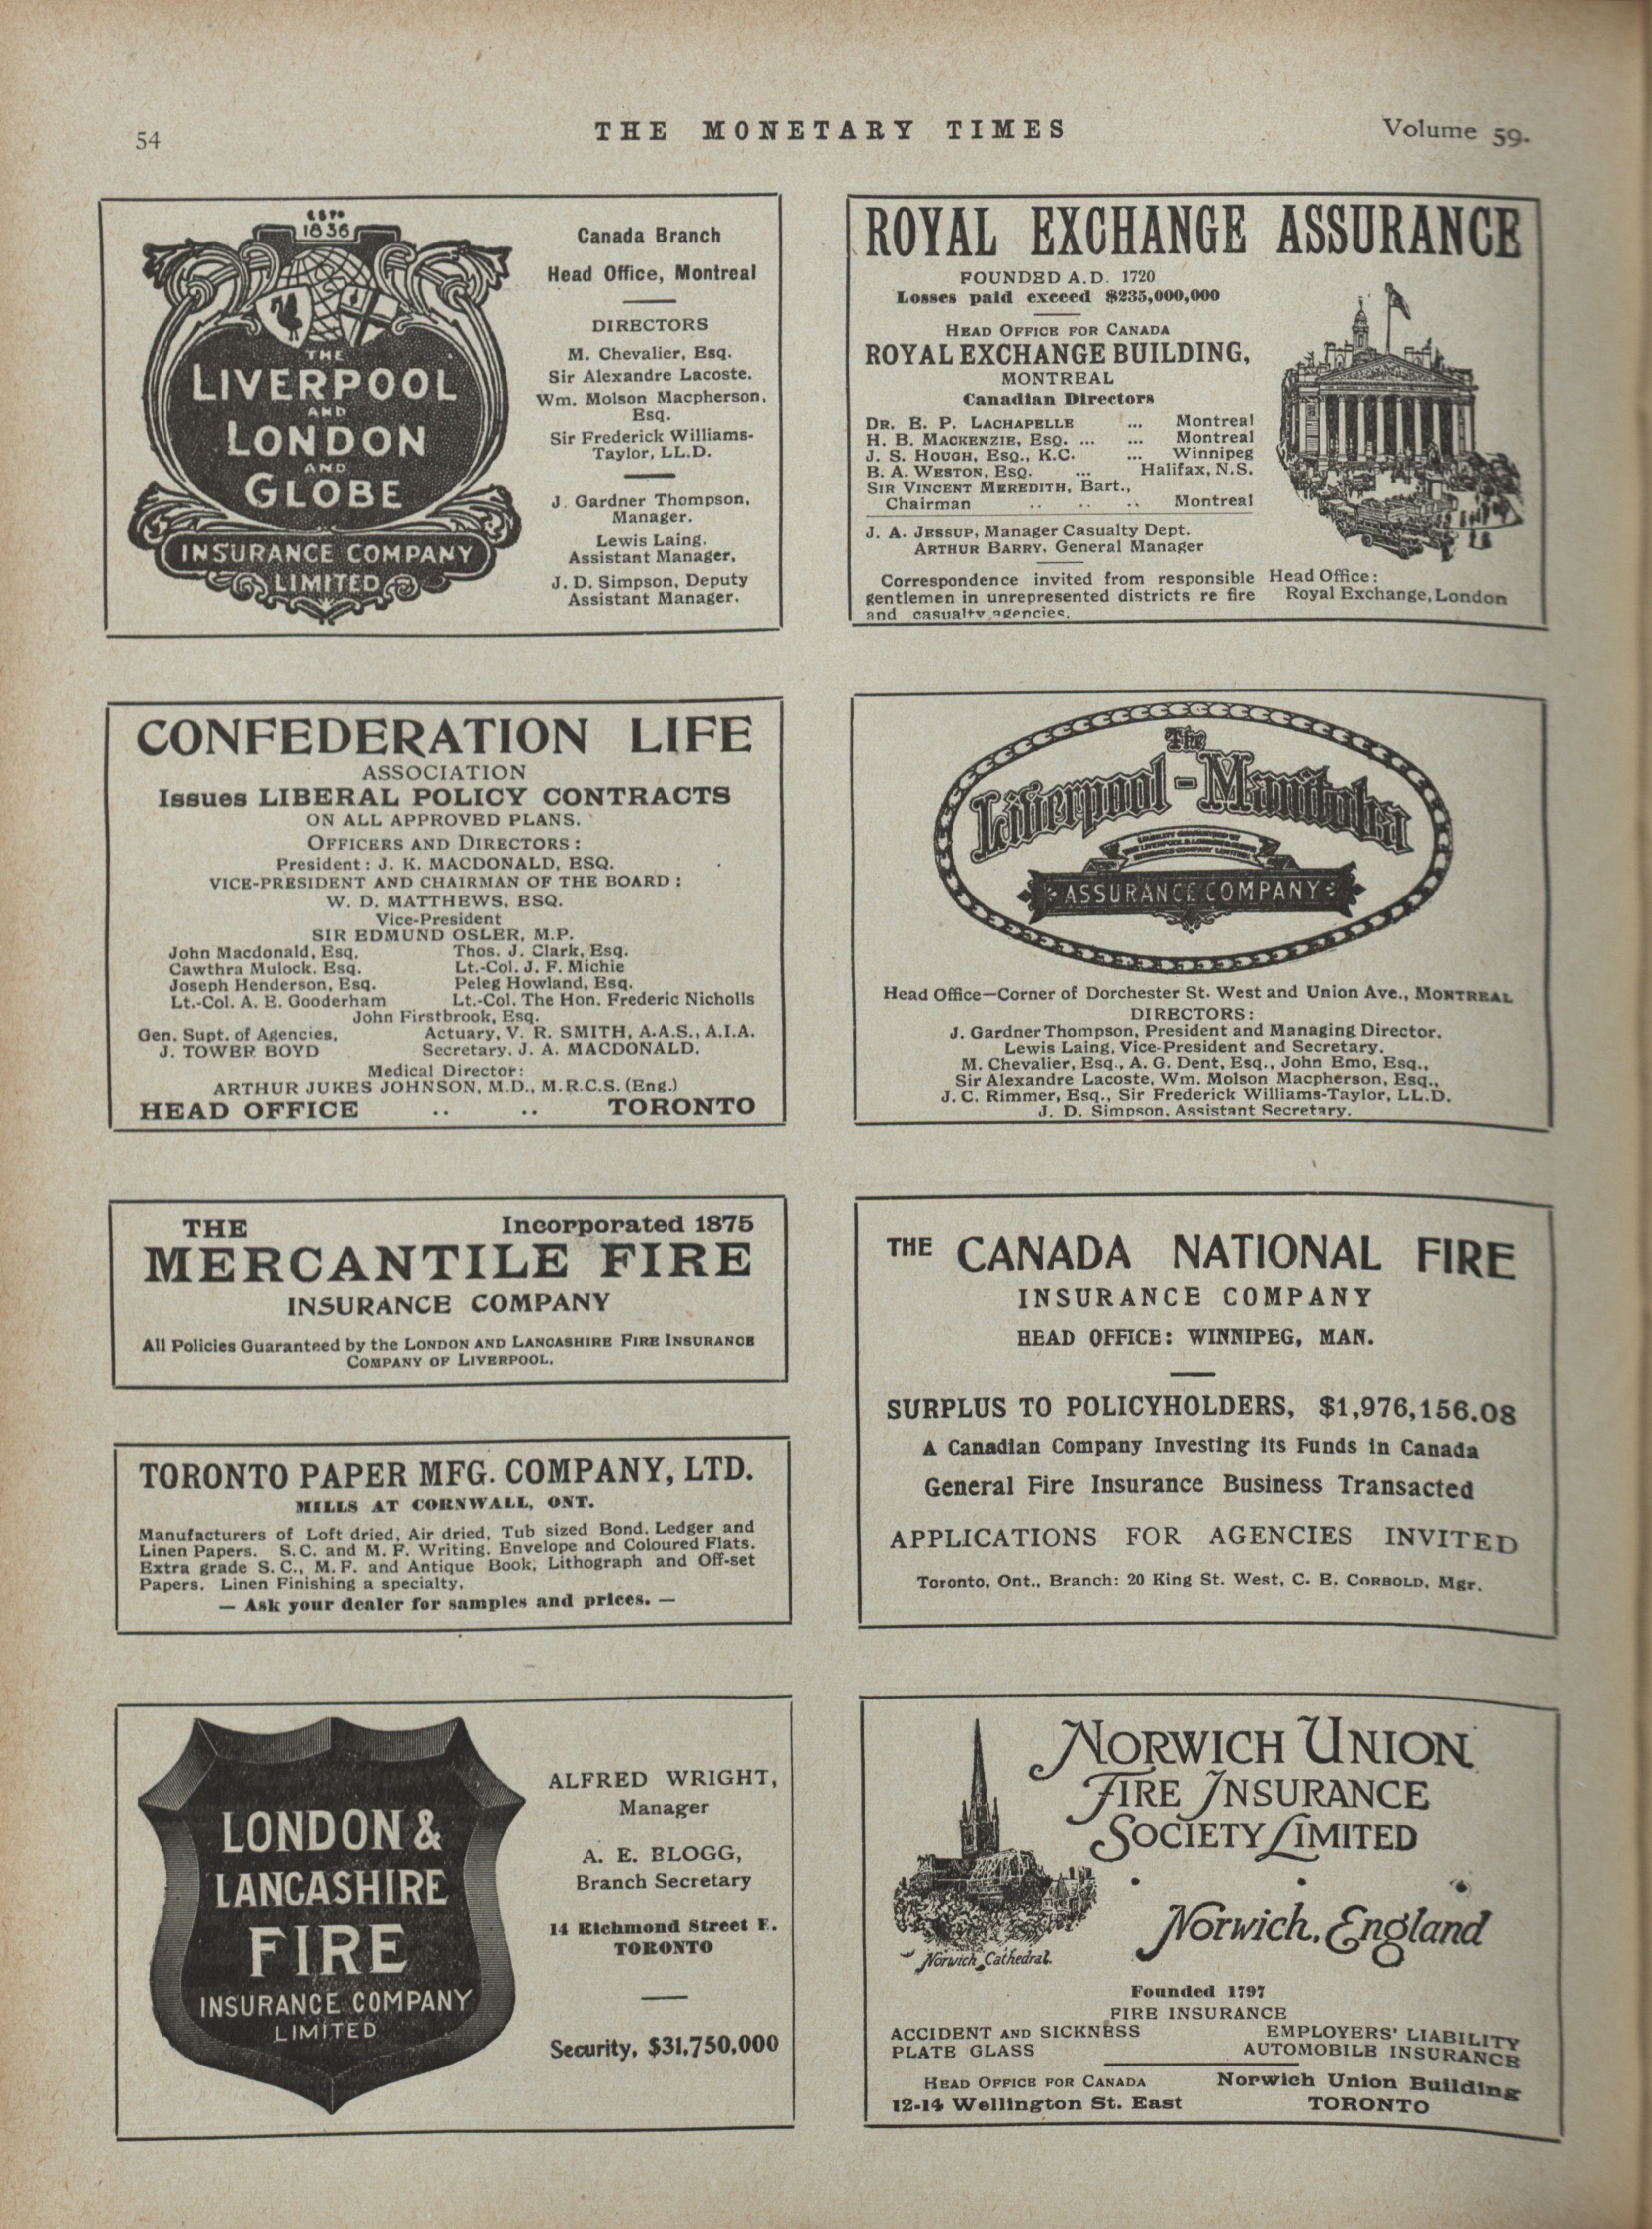 54
THE MONETARY TIMES
Volume 59.
1836
THE
LIVERPOOL
AND
LONDON
AND
GLOBE
INSURANCE COMPANY
LIMITED
Canada Branch
Head Office, Montreal
DIRECTORS
M. Chevalier, Esq.
Sir Alexandre Lacoste.
Wm. Molson Macpherson,
Esq.
Sir Frederick Williams-
Taylor, LL.D.
J. Gardner Thompson,
Manager.
Lewis Laing,
Assistant Manager,
J. D. Simpson, Deputy
Assistant Manager.
ROYAL EXCHANGE ASSURANCE
FOUNDED A.D. 1720
Losses paid exceed $235,000,000
HEAD OFFICE FOR CANADA
ROYAL EXCHANGE BUILDING,
MONTREAL
Canadian Directors
DR. E. P. LACHAPELLE ... Montreal
H. B. MACKENZIE, ESQ. ... ... Montreal
J. S. HOUGH, ESQ., K.C. ... Winnipeg
B. A. WESTON, ESQ. ... Halifax, N.S.
SIR VINCENT MEREDITH, Bart.,
Chairman .. .. .. Montreal
J. A. JESSUP, Manager Casualty Dept.
ARTHUR BARRY, General Manager
Correspondence invited from responsible
gentlemen in unrepresented districts re fire
and casualty agencies.
Head Office:
Royal Exchange, London
CONFEDERATION LIFE
ASSOCIATION
Issues LIBERAL POLICY CONTRACTS
ON ALL APPROVED PLANS.
OFFICERS AND DIRECTORS:
President: J. K. MACDONALD, ESQ.
VICE-PRESIDENT AND CHAIRMAN OF THE BOARD:
W. D. MATTHEWS, ESQ.
Vice-President
SIR EDMUND OSLER, M.P.
John Macdonald, Esq. Thos. J. Clark, Esq.
Cawthra Mulock, Esq. Lt.-Col. J. F. Michie
Joseph Henderson, Esq. Peleg Howland, Esq.
Lt.-Col. A. E. Gooderham Lt.-Col. The Hon. Frederic Nicholls
John Firstbrook, Esq.
Gen. Supt. of Agencies, Actuary, V. R. SMITH, A.A.S., A.I.A.
J. TOWER BOYD Secretary, J. A. MACDONALD.
Medical Director:
ARTHUR JUKES JOHNSON, M.D., M.R.C.S. (Eng.)
HEAD OFFICE .. .. TORONTO
The
Liverpool-Manitoba
ASSURANCE COMPANY
Head Office—Corner of Dorchester St. West and Union Ave., MONTREAL
DIRECTORS:
J. Gardner Thompson, President and Managing Director.
Lewis Laing, Vice-President and Secretary.
M. Chevalier, Esq., A. G. Dent, Esq., John Emo, Esq.,
Sir Alexandre Lacoste, Wm. Molson Macpherson, Esq.,
J. C. Rimmer, Esq., Sir Frederick Williams-Taylor, LL.D.
J. D. Simpson, Assistant Secretary.
THE Incorporated 1875
MERCANTILE FIRE
INSURANCE COMPANY
All Policies Guaranteed by the LONDON AND LANCASHIRE FIRE INSURANCE
COMPANY OF LIVERPOOL.
THE CANADA NATIONAL FIRE
INSURANCE COMPANY
HEAD OFFICE: WINNIPEG, MAN.
SURPLUS TO POLICYHOLDERS, $1,976,156.08
A Canadian Company Investing its Funds in Canada
General Fire Insurance Business Transacted
APPLICATIONS FOR AGENCIES INVITED
Toronto, Ont., Branch: 20 King St. West, C. E. CORBOLD, Mgr.
TORONTO PAPER MFG. COMPANY, LTD.
MILLS AT CORNWALL, ONT.
Manufacturers of Loft dried, Air dried, Tub sized Bond, Ledger and
Linen Papers. S.C. and M. F. Writing, Envelope and Coloured Flats.
Extra grade S. C., M. F. and Antique Book, Lithograph and Off-set
Papers. Linen Finishing a specialty.
— Ask your dealer for samples and prices. —
LONDON &
LANCASHIRE
FIRE
INSURANCE COMPANY
LIMITED
ALFRED WRIGHT,
Manager
A. E. BLOGG,
Branch Secretary
14 Richmond Street E.
TORONTO
Security, $31,750,000
NORWICH UNION
FIRE INSURANCE
SOCIETY LIMITED
Norwich, England
Norwich Cathedral.
Founded 1797
FIRE INSURANCE
ACCIDENT AND SICKNESS EMPLOYERS' LIABILITY
PLATE GLASS AUTOMOBILE INSURANCE
HEAD OFFICE FOR CANADA Norwich Union Building
12-14 Wellington St. East TORONTO